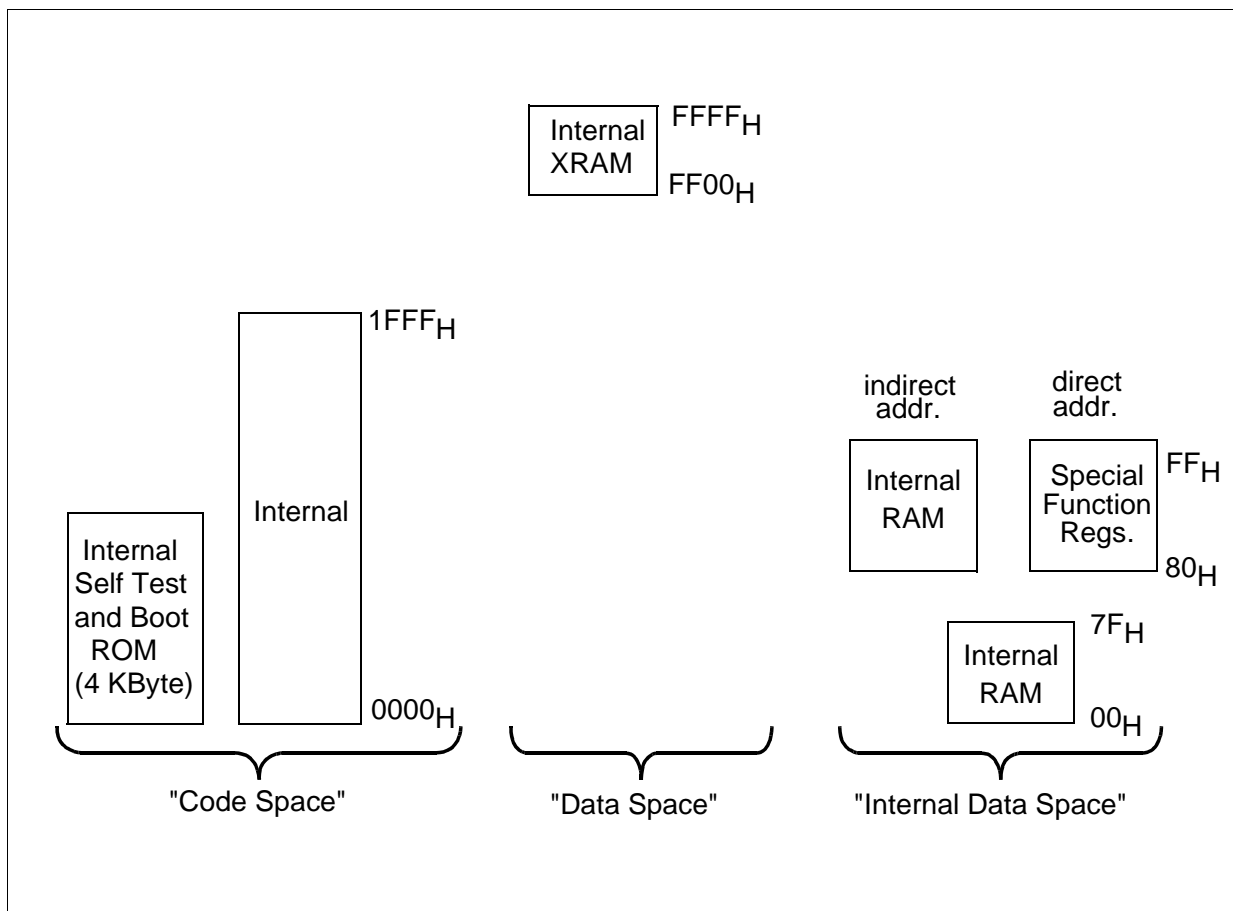 Internal
XRAM
FFFFH
FF00H
1FFFH
Internal
0000H
Internal
Self Test
and Boot
ROM
(4 KByte)
indirect
addr.
direct
addr.
Internal
RAM
Special
Function
Regs.
FFH
80H
Internal
RAM
7FH
00H
"Code Space"
"Data Space"
"Internal Data Space"